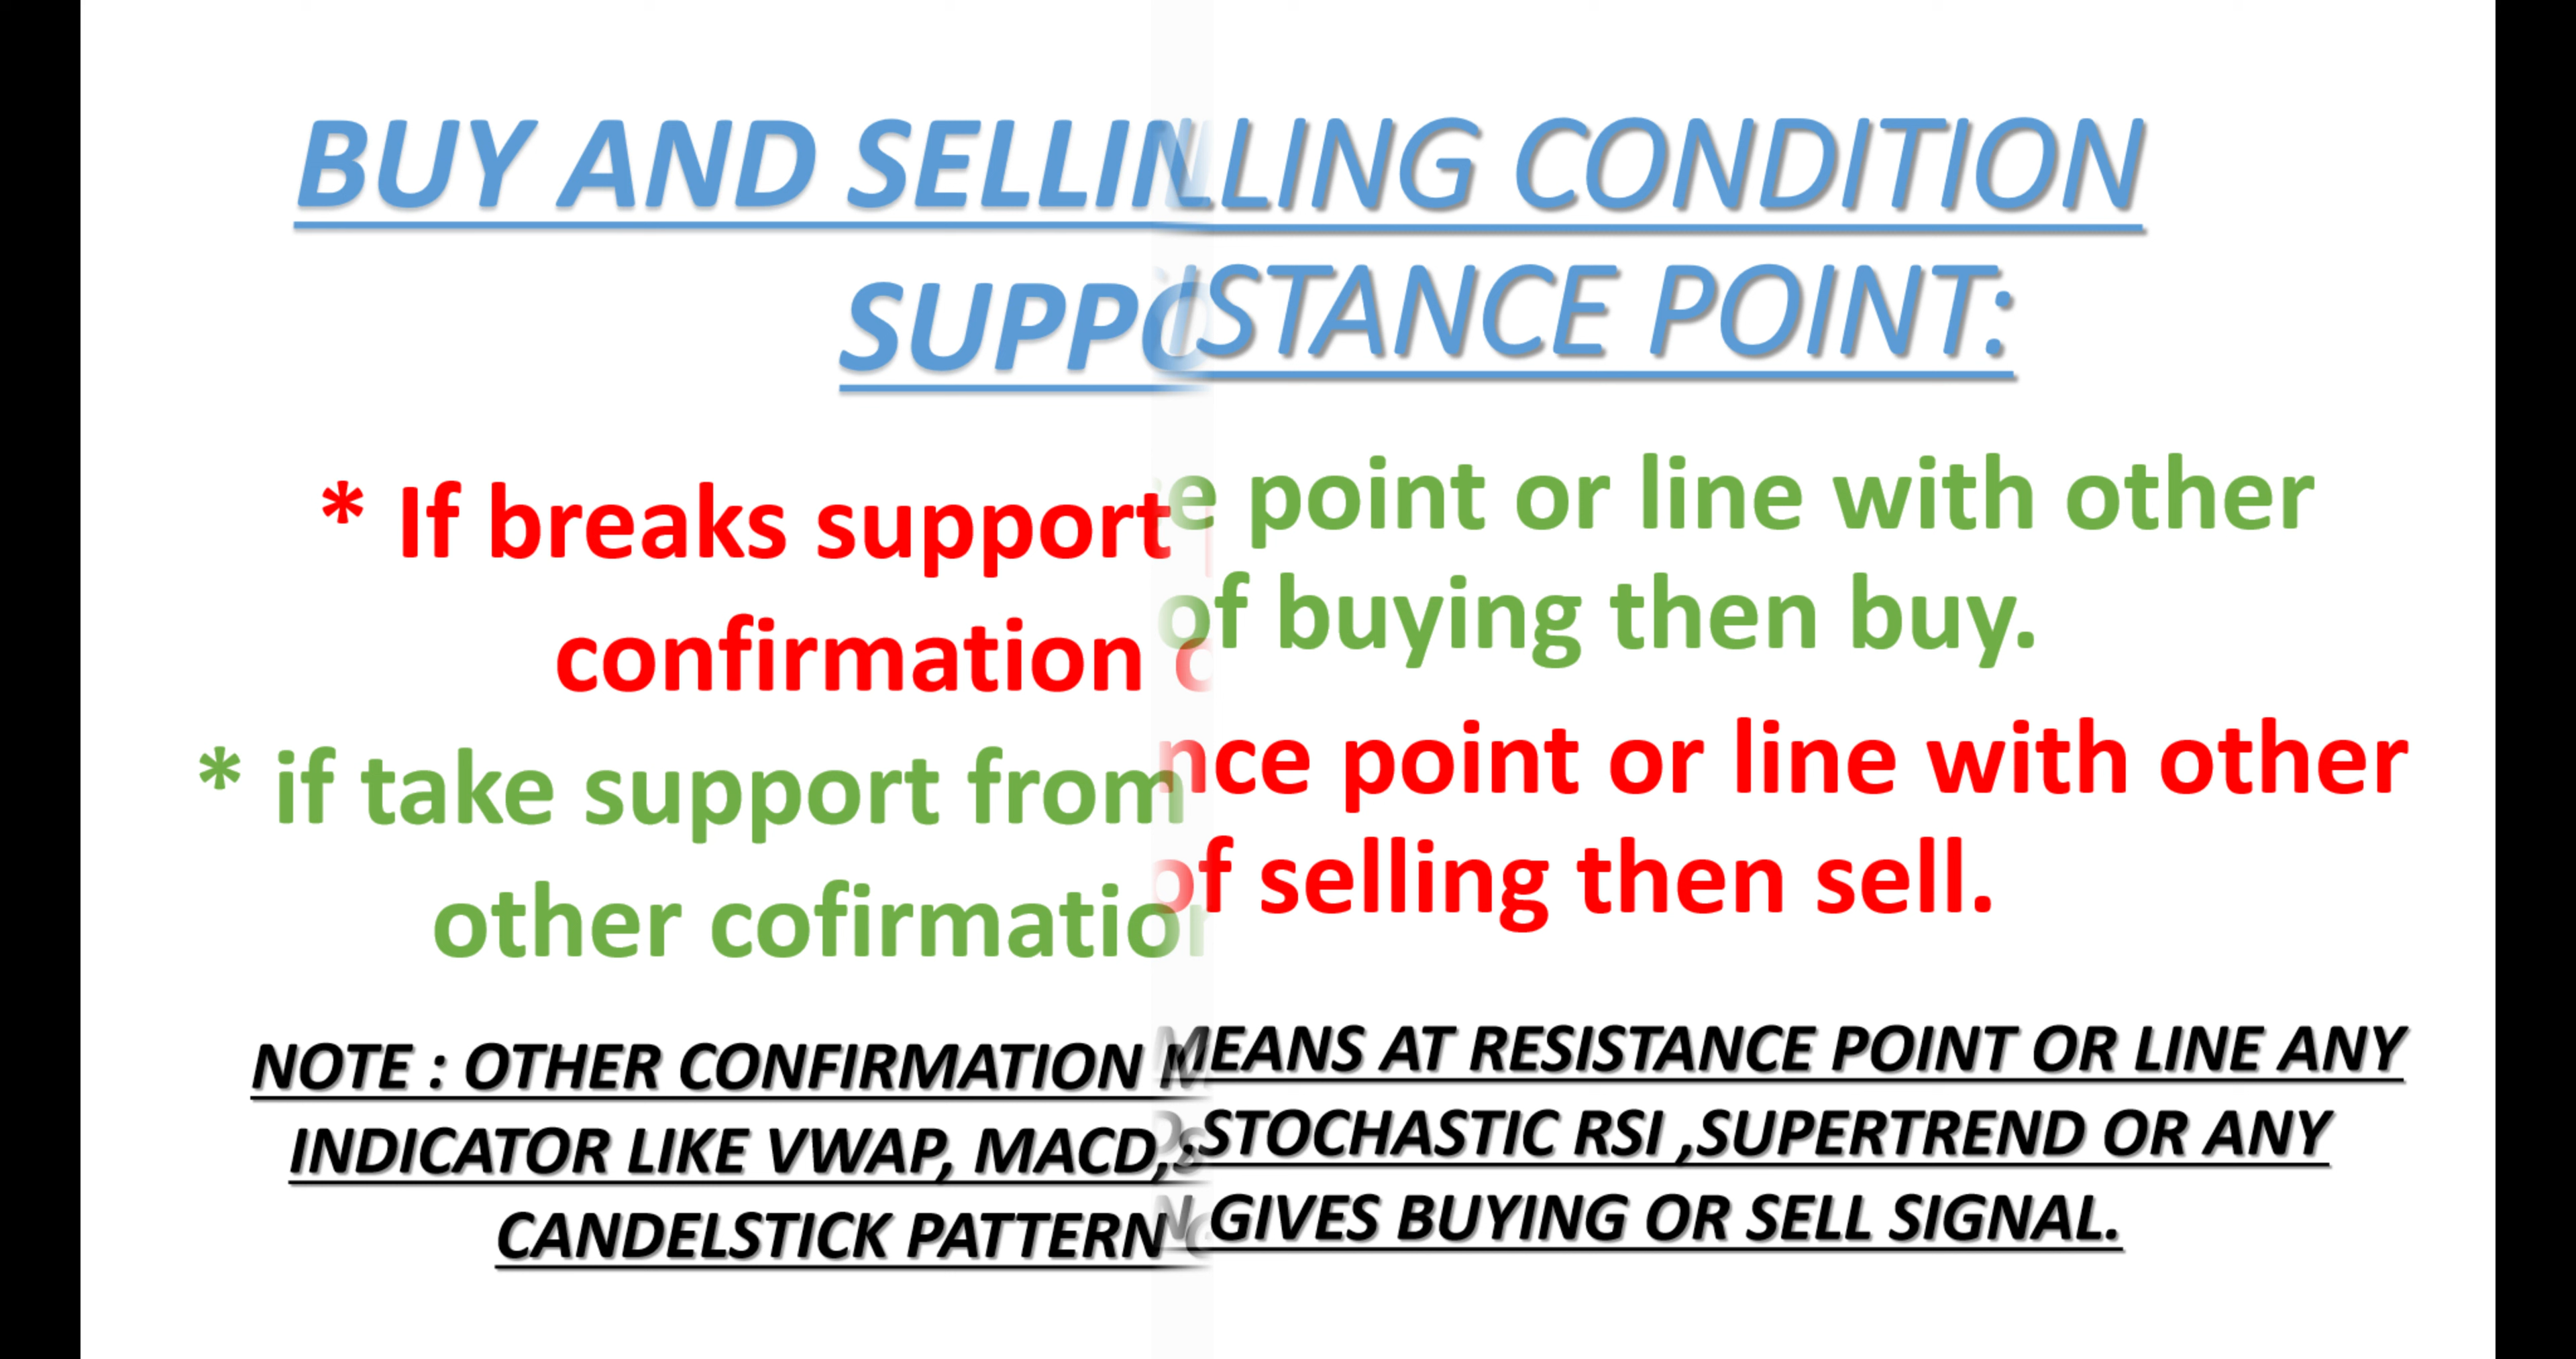 BUY AND SELLIN LLING CONDITION
SUPPO ISTANCE POINT:
* If breaks support e point or line with other
confirmation of buying then buy.
* if take support from nce point or line with other
other cofirmation of selling then sell.
NOTE : OTHER CONFIRMATION MEANS AT RESISTANCE POINT OR LINE ANY
INDICATOR LIKE VWAP, MACD, STOCHASTIC RSI ,SUPERTREND OR ANY
CANDELSTICK PATTERN GIVES BUYING OR SELL SIGNAL.